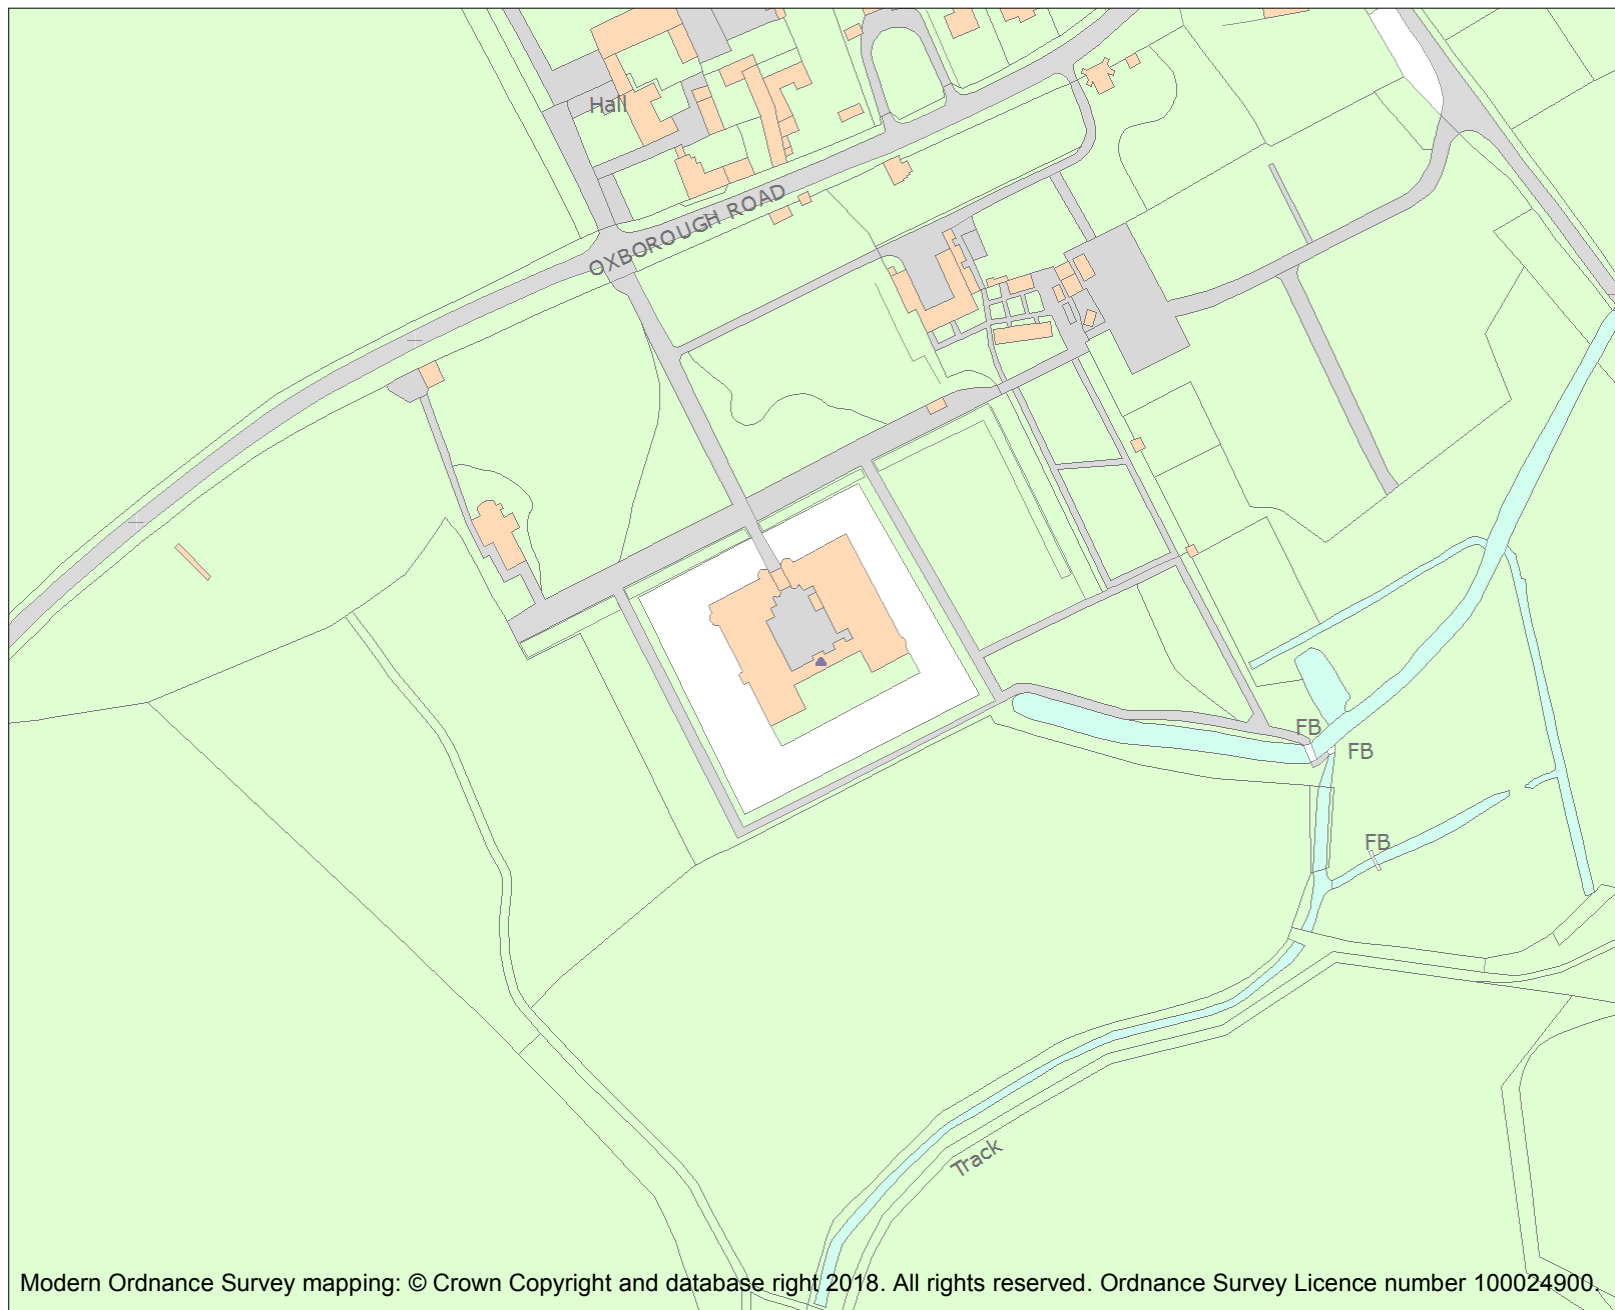 Hall
OXBOROUGH ROAD
FB
FB
FB
Track
Modern Ordnance Survey mapping: © Crown Copyright and database right 2018. All rights reserved. Ordnance Survey Licence number 100024900.